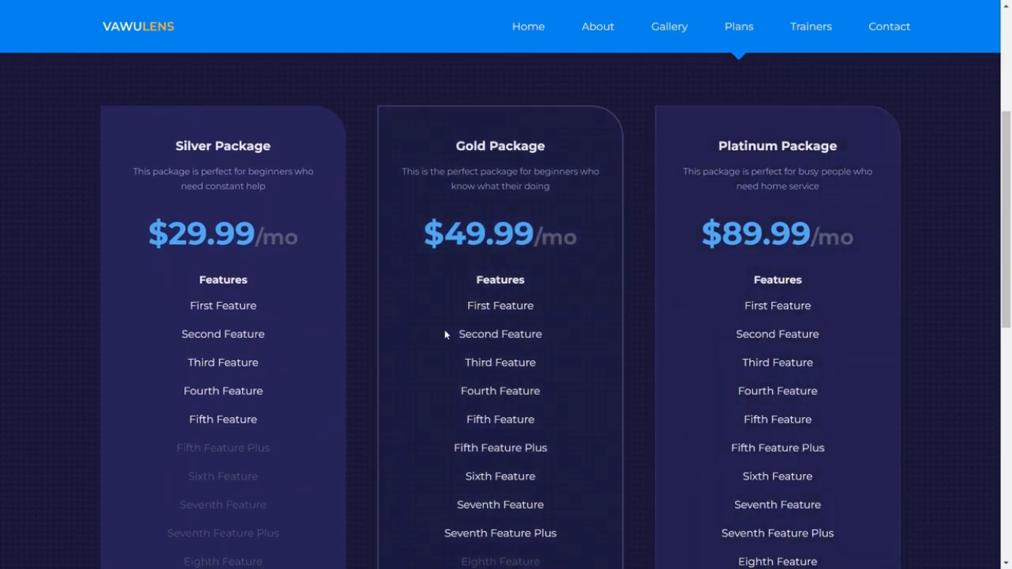 VAWULENS
Home About Gallery Plans Trainers Contact
Silver Package
This package is perfect for beginners who
need constant help
$29.99/mo
Features
First Feature
Second Feature
Third Feature
Fourth Feature
Fifth Feature
Fifth Feature Plus
Sixth Feature
Seventh Feature
Seventh Feature Plus
Eighth Feature
Gold Package
This is the perfect package for beginners who
know what their doing
$49.99/mo
Features
First Feature
Second Feature
Third Feature
Fourth Feature
Fifth Feature
Fifth Feature Plus
Sixth Feature
Seventh Feature
Seventh Feature Plus
Eighth Feature
Platinum Package
This package is perfect for busy people who
need home service
$89.99/mo
Features
First Feature
Second Feature
Third Feature
Fourth Feature
Fifth Feature
Fifth Feature Plus
Sixth Feature
Seventh Feature
Seventh Feature Plus
Eighth Feature